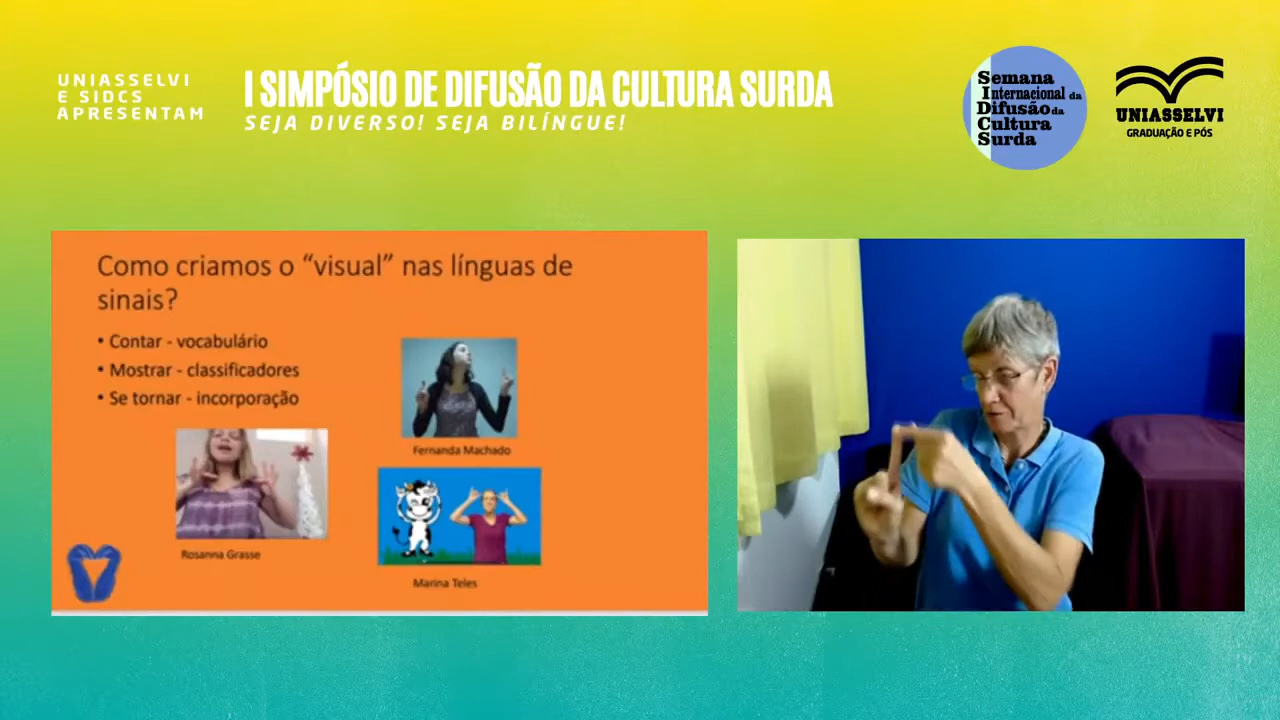 UNIASSELVI
E SIDCS
APRESENTAM
I SIMPÓSIO DE DIFUSÃO DA CULTURA SURDA
SEJA DIVERSO! SEJA BILÍNGUE!
Semana
Internacional da
Difusão da
Cultura
Surda
UNIASSELVI
GRADUAÇÃO E PÓS
Como criamos o “visual” nas línguas de
sinais?
• Contar - vocabulário
• Mostrar - classificadores
• Se tornar - incorporação
Fernanda Machado
Rosanna Grasse
Marina Teles